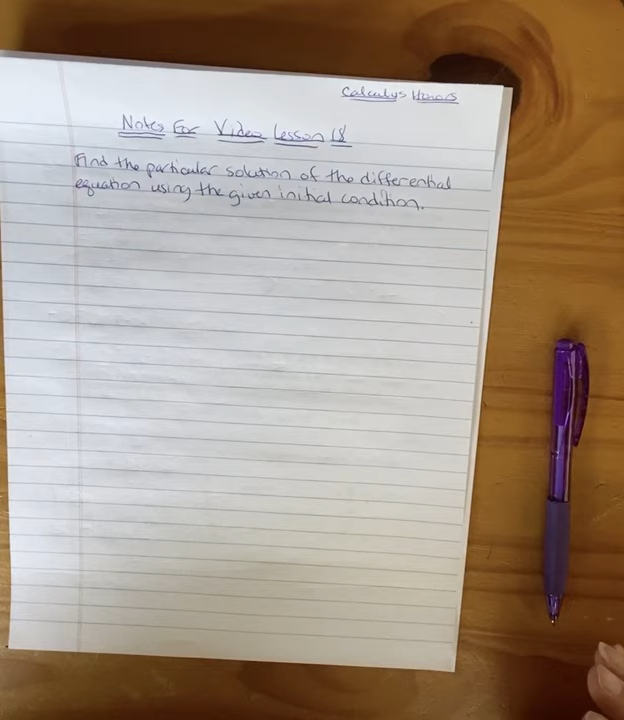 Calculus Honors
Notes For Video Lesson 18
Find the particular solution of the differential
equation using the given initial condition.